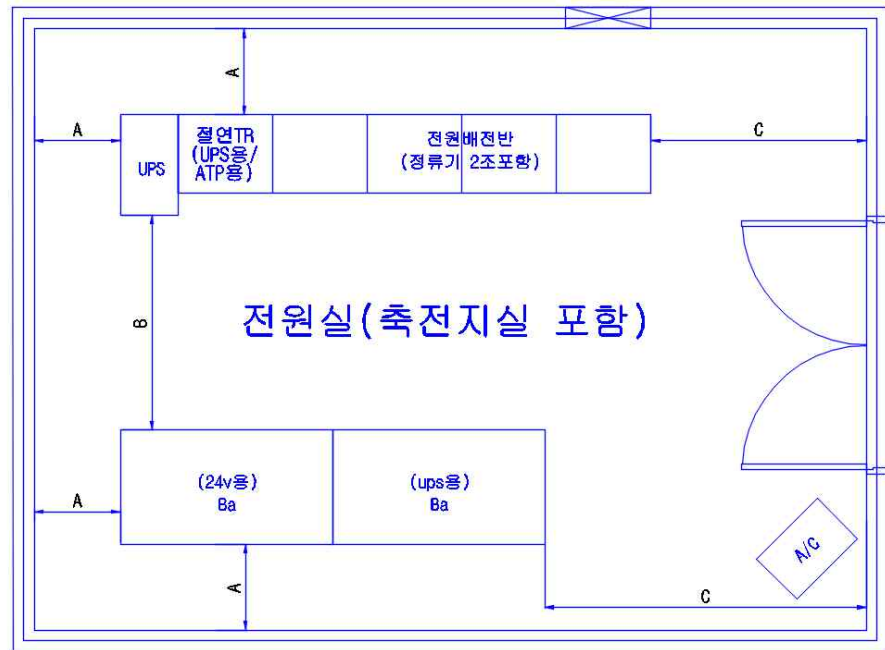 A
A
C
UPS
절연TR
(UPS용/
ATP용)
전원배전반
(정류기 2조포함)
B
전원실(축전지실 포함)
(24v용)
Ba
(ups용)
Ba
A
A/C
A
C